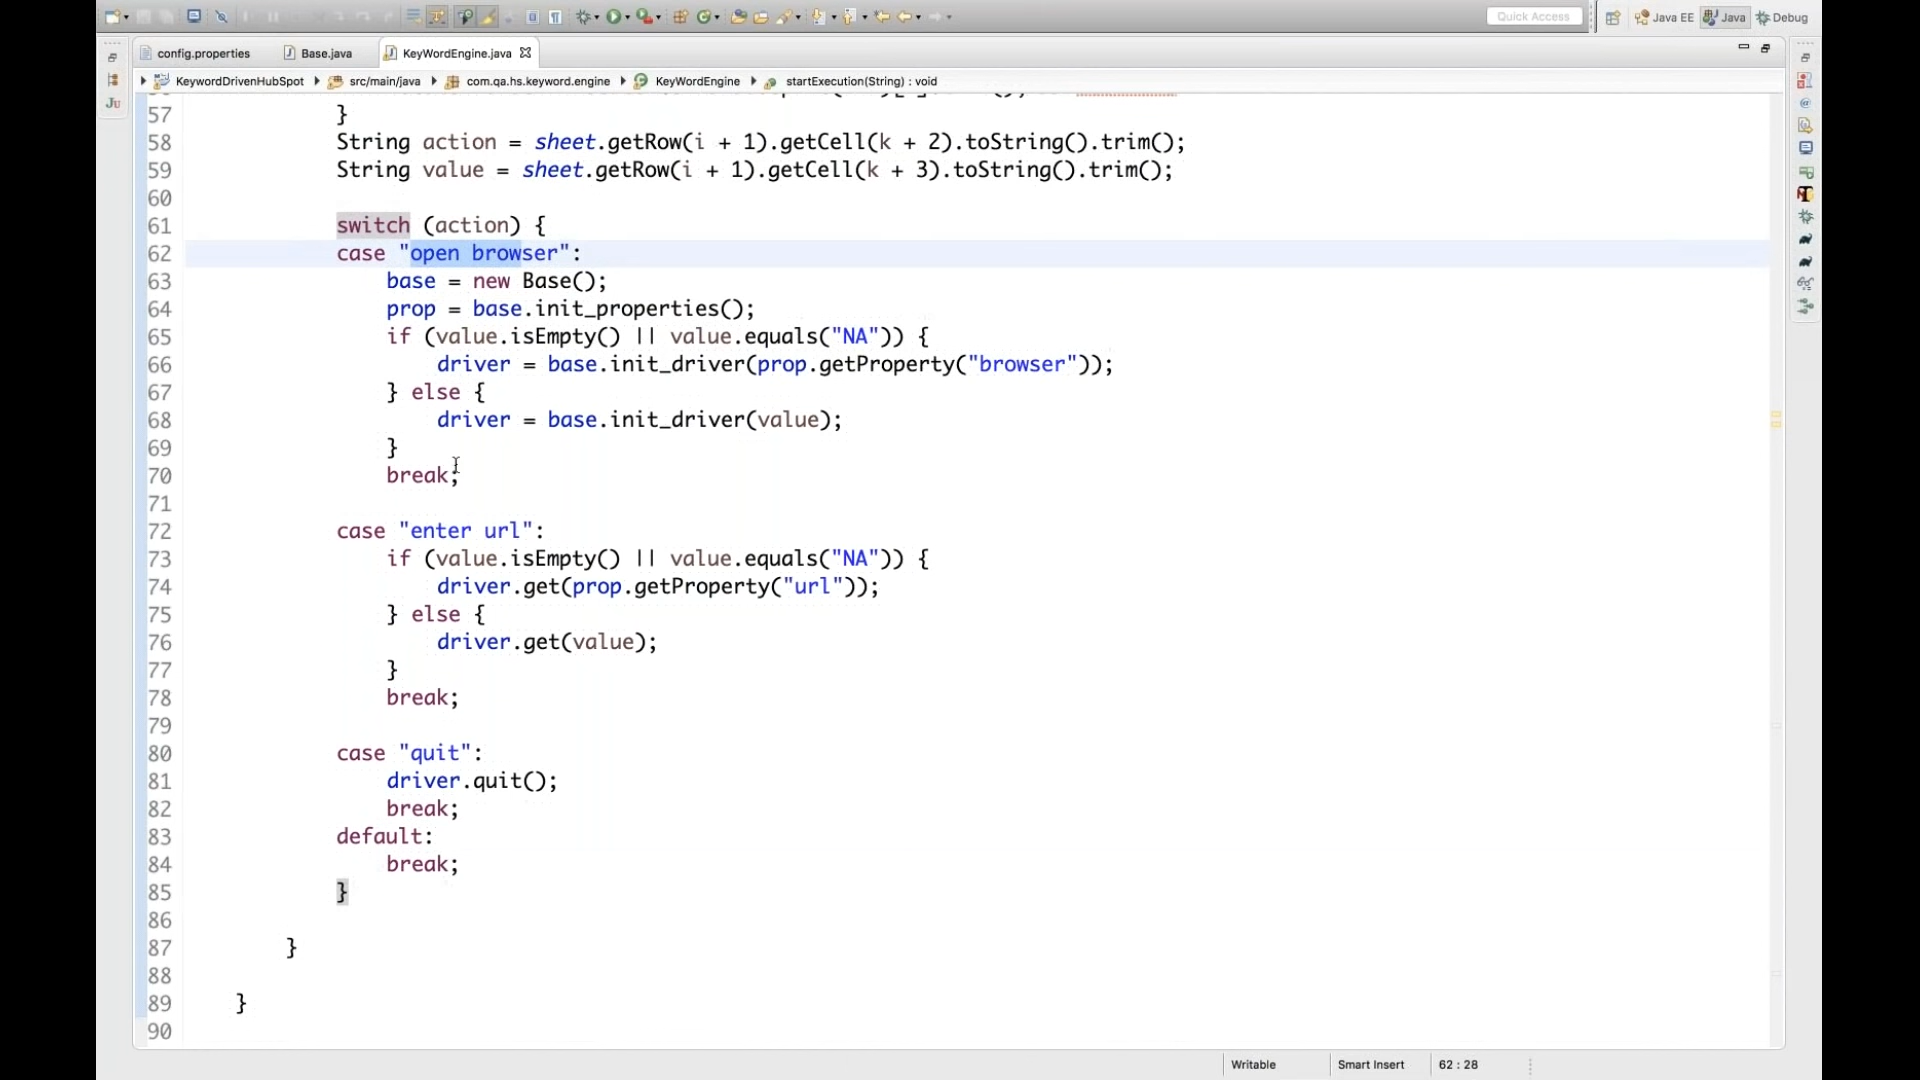 Quick Access
Java EE
Java
Debug
config.properties
Base.java
KeyWordEngine.java
KeywordDrivenHubSpot
src/main/java
com.qa.hs.keyword.engine
KeyWordEngine
startExecution(String) : void
Ju
57 }
58 String action = sheet.getRow(i + 1).getCell(k + 2).toString().trim();
59 String value = sheet.getRow(i + 1).getCell(k + 3).toString().trim();
60
61 switch (action) {
62 case "open browser":
63 base = new Base();
64 prop = base.init_properties();
65 if (value.isEmpty() || value.equals("NA")) {
66 driver = base.init_driver(prop.getProperty("browser"));
67 } else {
68 driver = base.init_driver(value);
69 }
70 break;
71
72 case "enter url":
73 if (value.isEmpty() || value.equals("NA")) {
74 driver.get(prop.getProperty("url"));
75 } else {
76 driver.get(value);
77 }
78 break;
79
80 case "quit":
81 driver.quit();
82 break;
83 default:
84 break;
85 }
86
87 }
88
89 }
90
Writable
Smart Insert
62 : 28